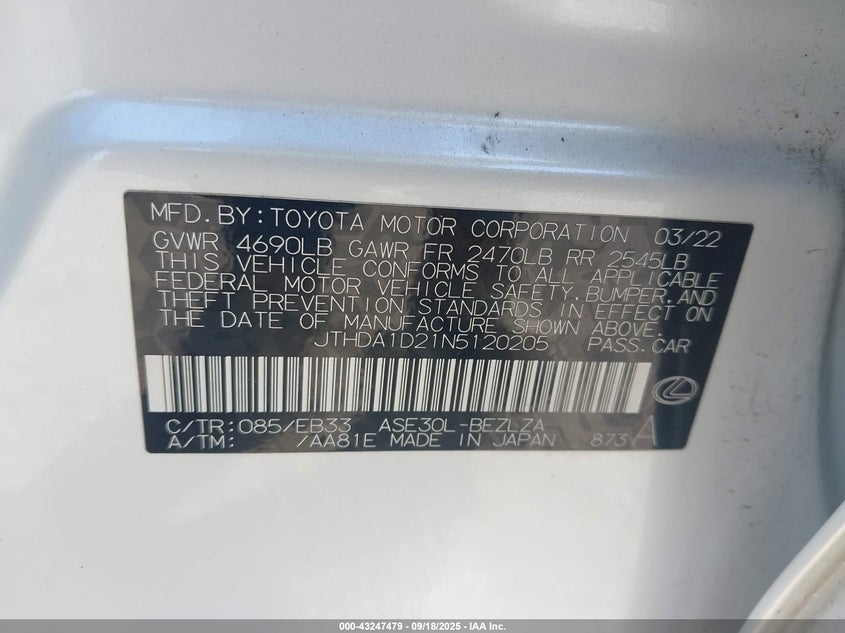 MFD.BY:TOYOTA MOTOR CORPORATION 03/22
GVWR 4690LB GAWR FR 2470LB RR 2545LB
THIS VEHICLE CONFORMS TO ALL APPLICABLE
FEDERAL MOTOR VEHICLE SAFETY,BUMPER,AND
THEFT PREVENTION STANDARDS IN EFFECT ON
THE DATE OF MANUFACTURE SHOWN ABOVE.
JTHDA1D21N5120205 PASS.CAR
C/TR:085/EB33 ASE30L-BEZLZA
A/TM: /AA81E MADE IN JAPAN 873 A
000-43247479 - 09/18/2025 - IAA Inc.